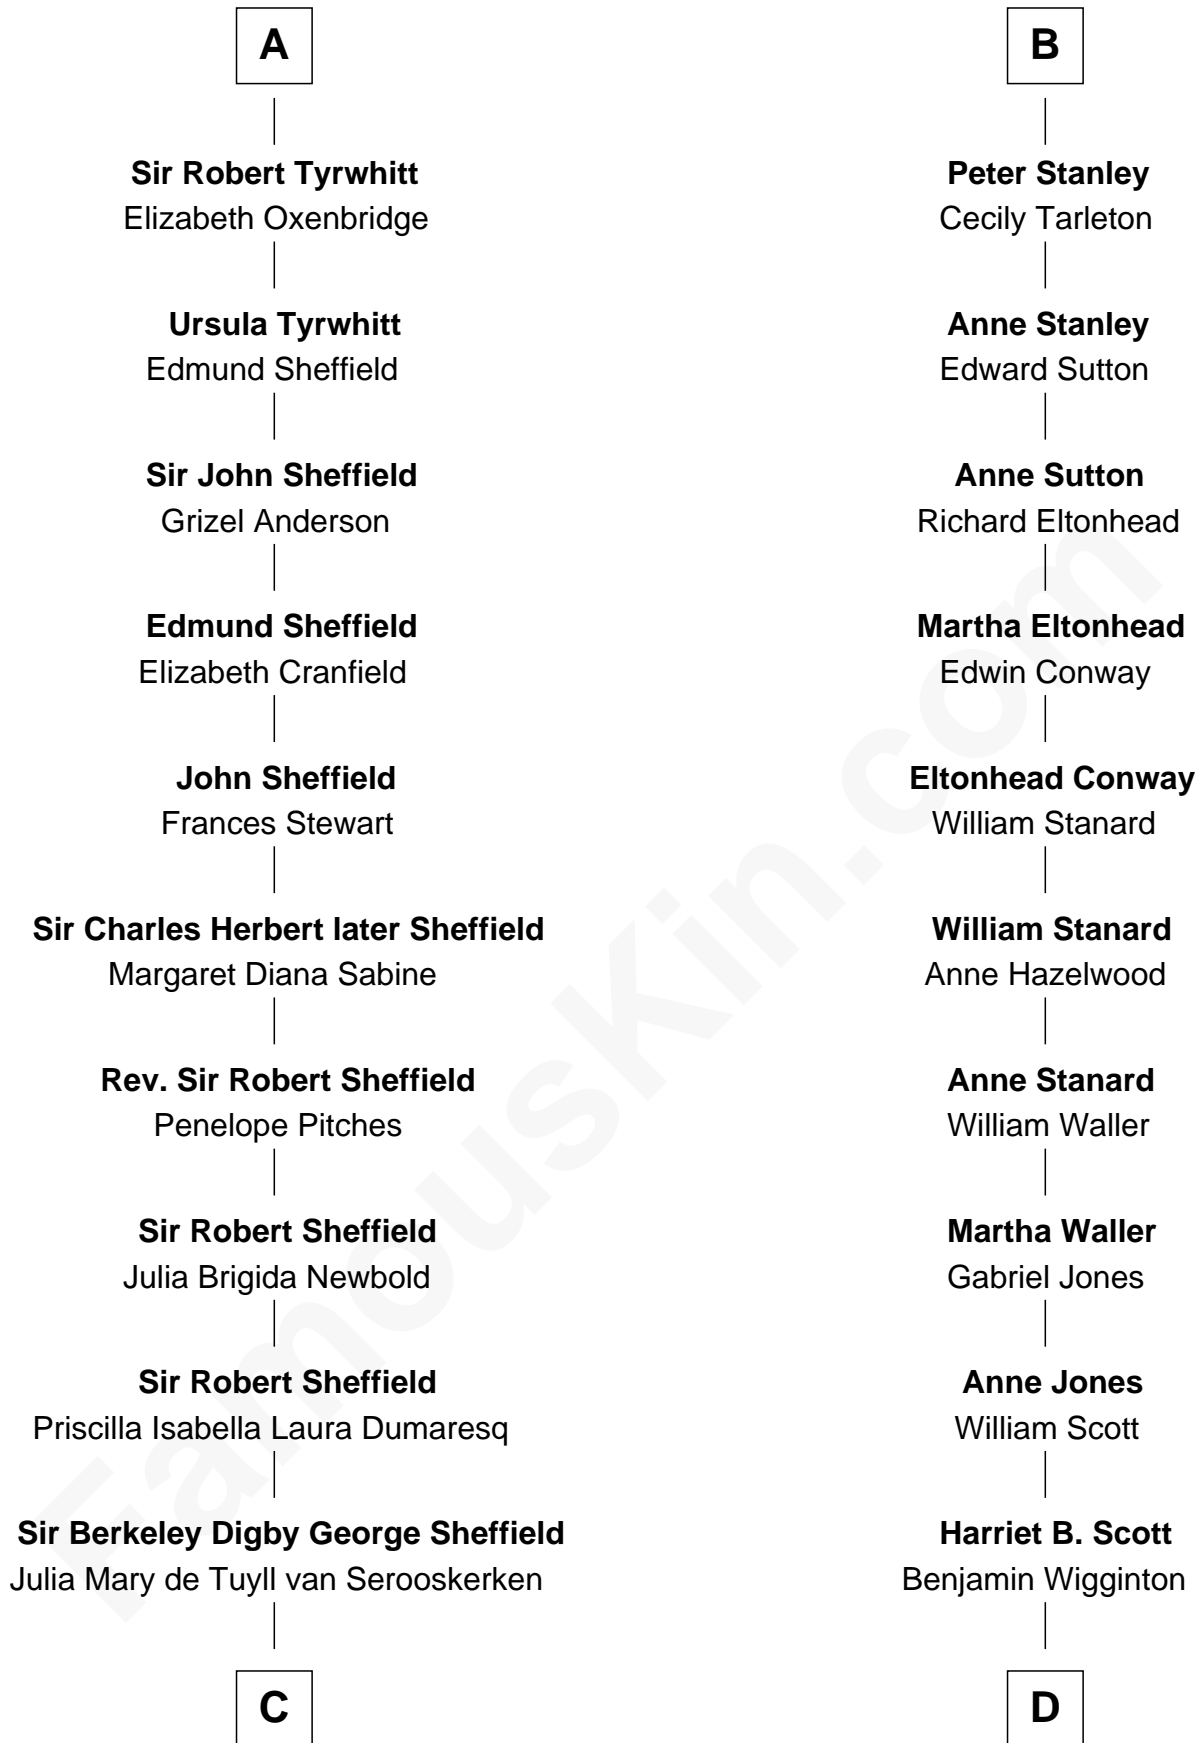 A
Sir Robert Tyrwhitt
Elizabeth Oxenbridge
Ursula Tyrwhitt
Edmund Sheffield
Sir John Sheffield
Grizel Anderson
Edmund Sheffield
Elizabeth Cranfield
John Sheffield
Frances Stewart
Sir Charles Herbert later Sheffield
Margaret Diana Sabine
Rev. Sir Robert Sheffield
Penelope Pitches
Sir Robert Sheffield
Julia Brigida Newbold
Sir Robert Sheffield
Priscilla Isabella Laura Dumaresq
Sir Berkeley Digby George Sheffield
Julia Mary de Tuyll van Serooskerken
C
B
Peter Stanley
Cecily Tarleton
Anne Stanley
Edward Sutton
Anne Sutton
Richard Eltonhead
Martha Eltonhead
Edwin Conway
Eltonhead Conway
William Stanard
William Stanard
Anne Hazelwood
Anne Stanard
William Waller
Martha Waller
Gabriel Jones
Anne Jones
William Scott
Harriet B. Scott
Benjamin Wigginton
D
FamousKin.com